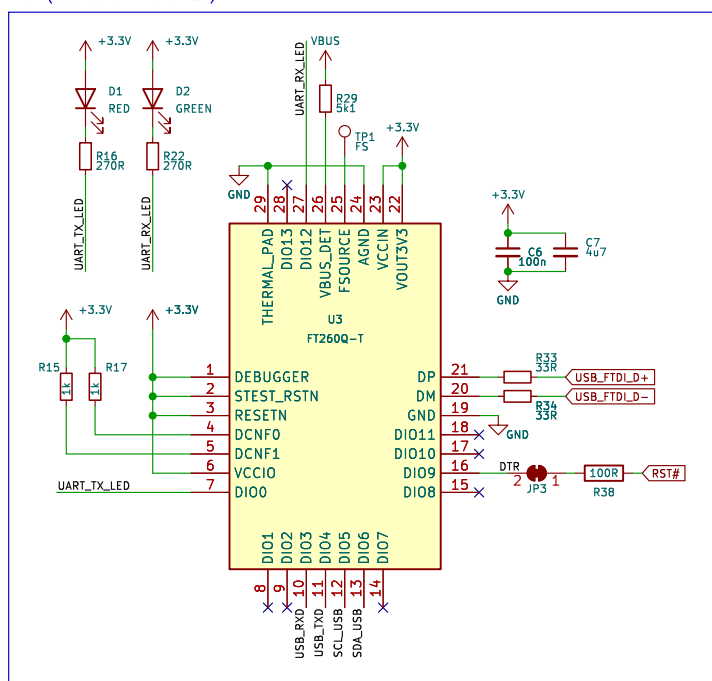 +3.3V
+3.3V
D1
RED
D2
GREEN
R16
270R
R22
270R
UART_TX_LED
UART_RX_LED
UART_RX_LED
VBUS
R29
5k1
TP1
FS
+3.3V
GND
29
28
27
26
25
24
23
22
THERMAL_PAD
DIO13
DIO12
VBUS_DET
FSOURCE
AGND
VCCIN
VOUT3V3
U3
FT260Q-T
+3.3V
C6
100n
C7
4u7
GND
+3.3V
+3.3V
R15
1k
R17
1k
1 DEBUGGER
2 STEST_RSTN
3 RESETN
4 DCNF0
5 DCNF1
6 VCCIO
7 DIO0
UART_TX_LED
DP 21
DM 20
GND 19
DIO11 18
DIO10 17
DIO9 16
DIO8 15
R33
33R
USB_FTDI_D+
R34
33R
USB_FTDI_D-
GND
DTR
2
JP3
1
100R
R38
RST#
DIO1
DIO2
DIO3
DIO4
DIO5
DIO6
DIO7
8
9
10
11
12
13
14
USB_RXD
USB_TXD
SCL_USB
SDA_USB